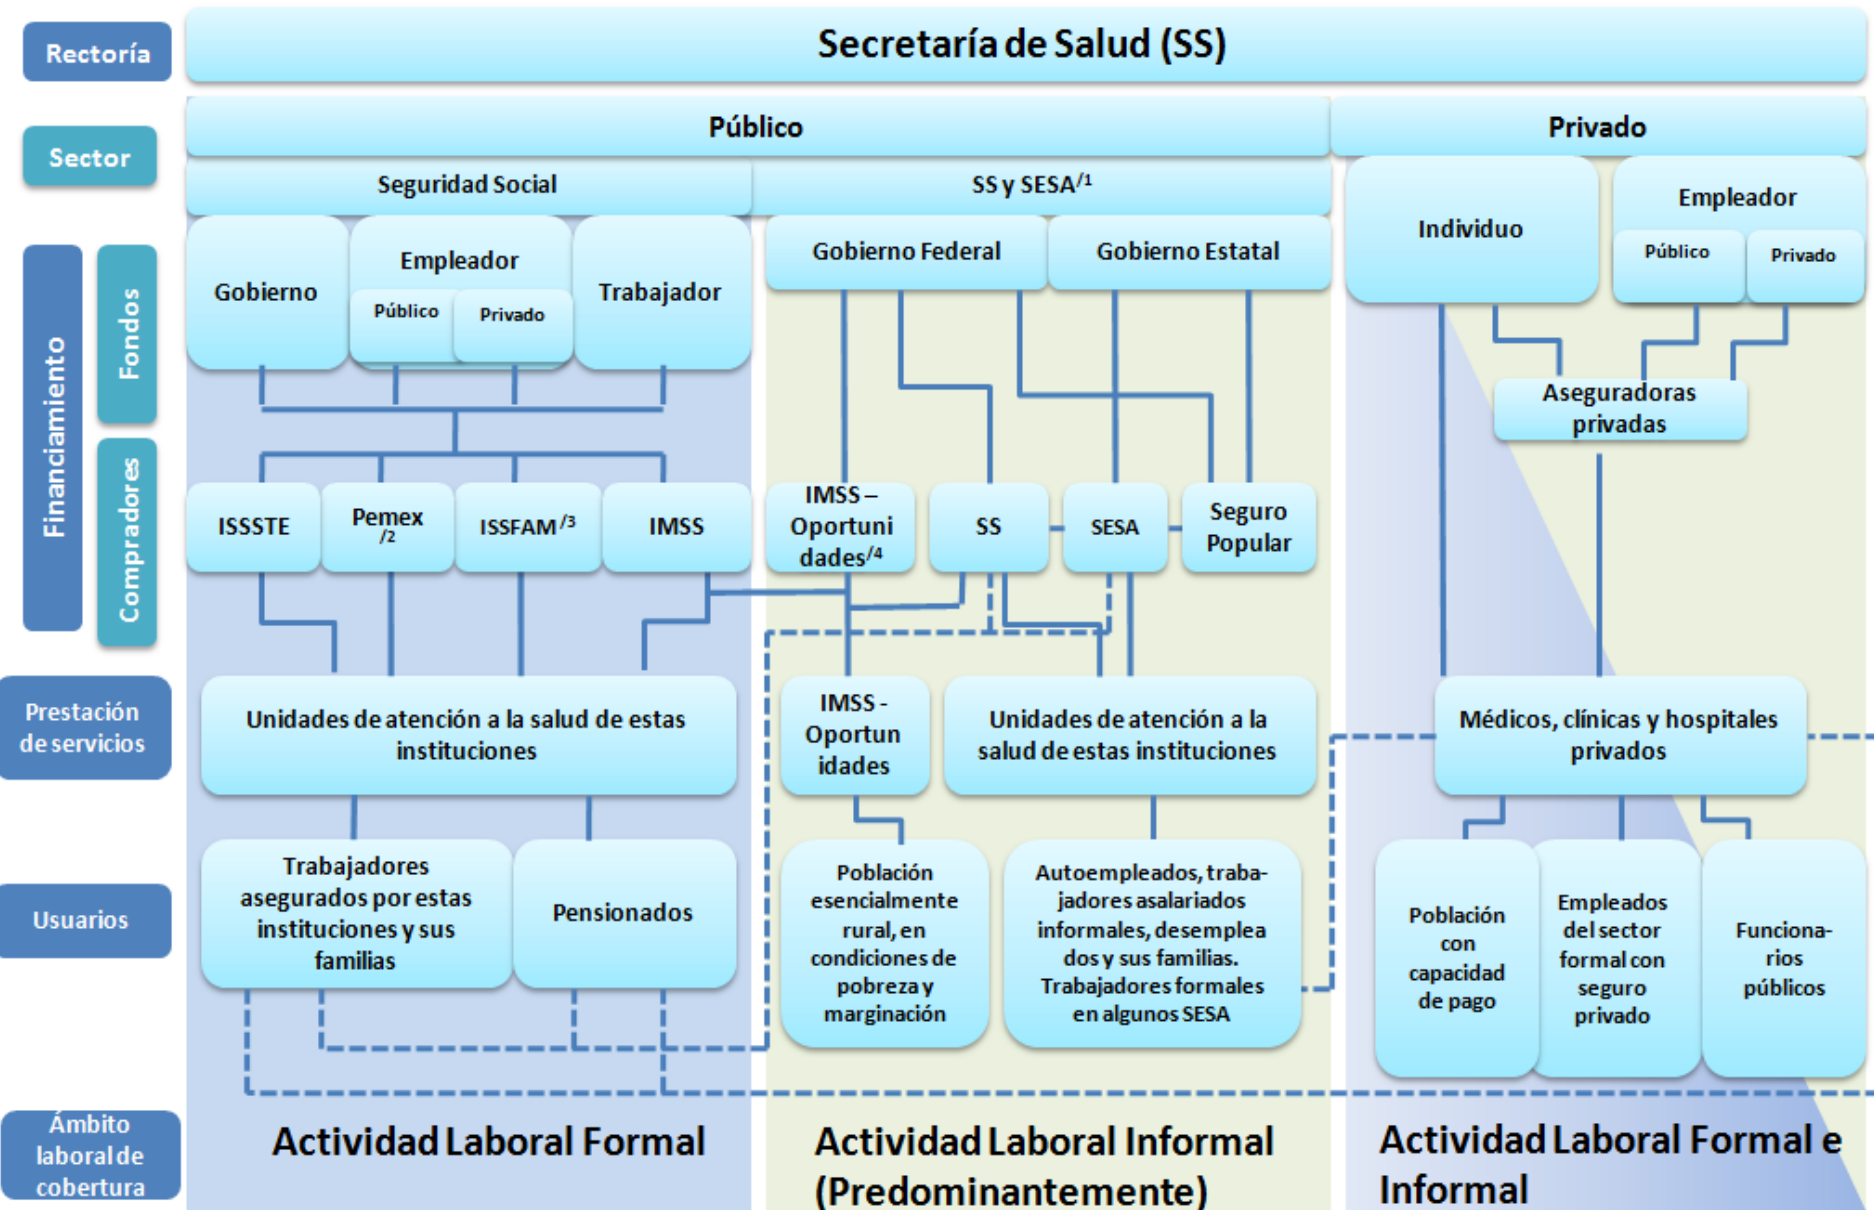 Rectoría
Secretaría de Salud (SS)
Sector
Público
Privado
Seguridad Social
SS y SESA/1
Financiamiento
Fondos
Compradores
Gobierno
Empleador
Público
Privado
Trabajador
Gobierno Federal
Gobierno Estatal
Individuo
Empleador
Público
Privado
Aseguradoras
privadas
ISSSTE
Pemex
/2
ISSFAM/3
IMSS
IMSS –
Oportuni
dades/4
SS
SESA
Seguro
Popular
Prestación
de servicios
Unidades de atención a la salud de estas
instituciones
IMSS -
Oportun
idades
Unidades de atención a la
salud de estas instituciones
Médicos, clínicas y hospitales
privados
Usuarios
Trabajadores
asegurados por estas
instituciones y sus
familias
Pensionados
Población
esencialmente
rural, en
condiciones de
pobreza y
marginación
Autoempleados, traba-
jadores asalariados
informales, desemplea
dos y sus familias.
Trabajadores formales
en algunos SESA
Población
con
capacidad
de pago
Empleados
del sector
formal con
seguro
privado
Funciona-
rios
públicos
Ámbito
laboral de
cobertura
Actividad Laboral Formal
Actividad Laboral Informal
(Predominantemente)
Actividad Laboral Formal e
Informal